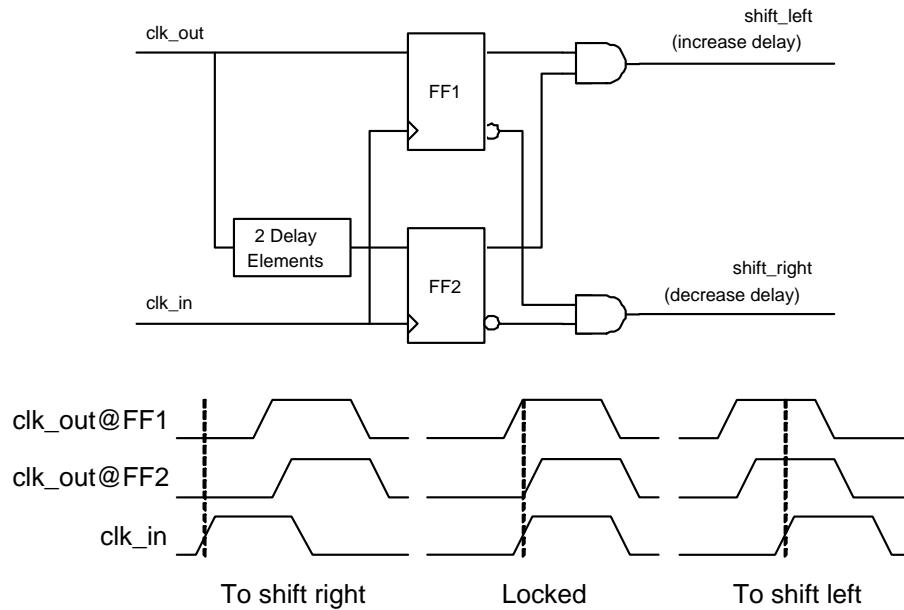 clk_out
shift_left
(increase delay)
FF1
2 Delay
Elements
FF2
shift_right
(decrease delay)
clk_in
clk_out@FF1
clk_out@FF2
clk_in
To shift right
Locked
To shift left